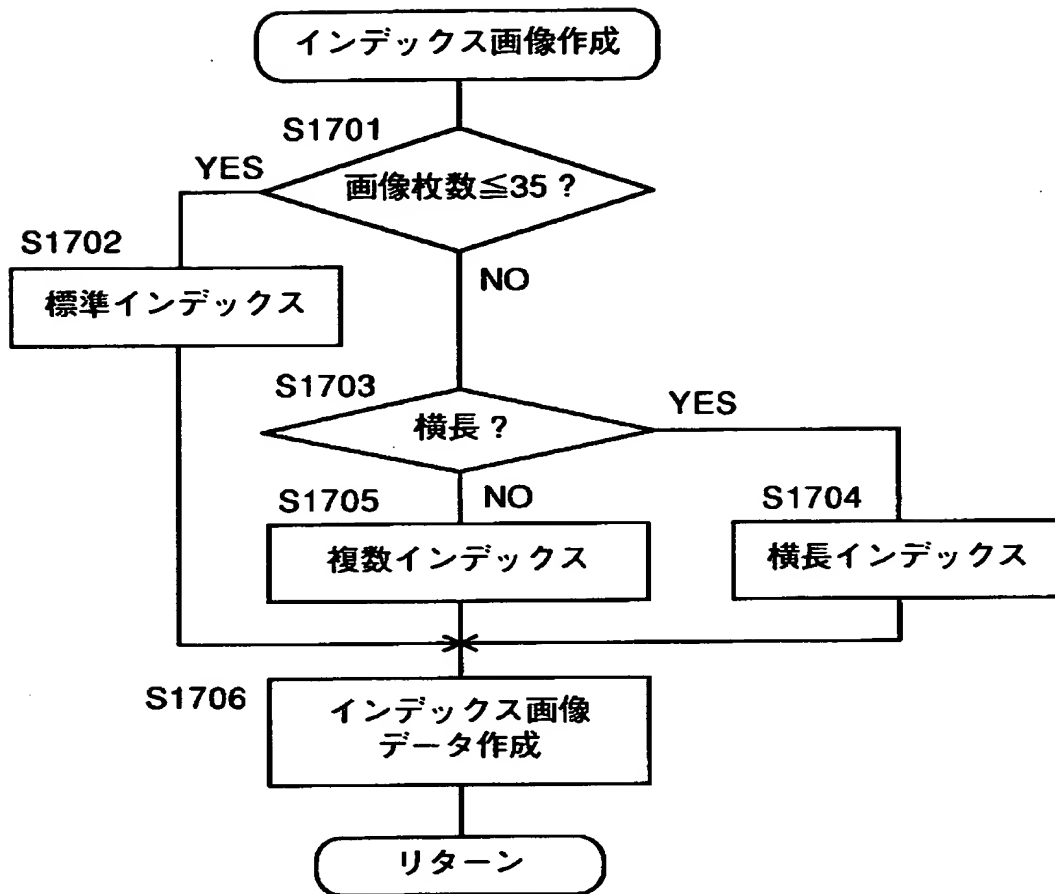 インデックス画像作成
S1701
YES
画像枚数≦35？
S1702
標準インデックス
NO
S1703
横長？
YES
S1705
NO
S1704
複数インデックス
横長インデックス
S1706
インデックス画像
データ作成
リターン